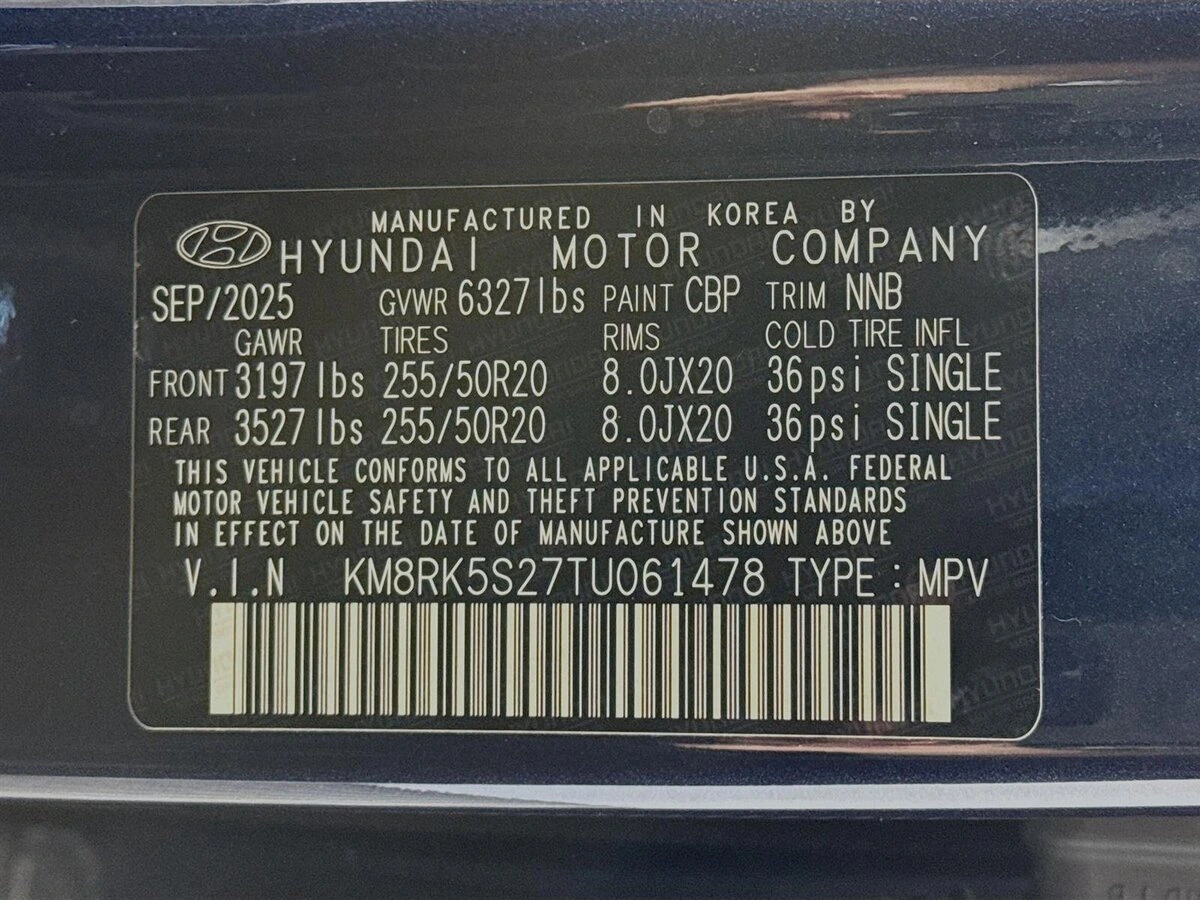 MANUFACTURED IN KOREA BY
HYUNDAI MOTOR COMPANY
SEP/2025 GVWR 6327lbs PAINT CBP TRIM NNB
GAWR TIRES RIMS COLD TIRE INFL
FRONT 3197lbs 255/50R20 8.0JX20 36psi SINGLE
REAR 3527lbs 255/50R20 8.0JX20 36psi SINGLE
THIS VEHICLE CONFORMS TO ALL APPLICABLE U.S.A. FEDERAL
MOTOR VEHICLE SAFETY AND THEFT PREVENTION STANDARDS
IN EFFECT ON THE DATE OF MANUFACTURE SHOWN ABOVE
V.I.N KM8RK5S27TU061478 TYPE : MPV